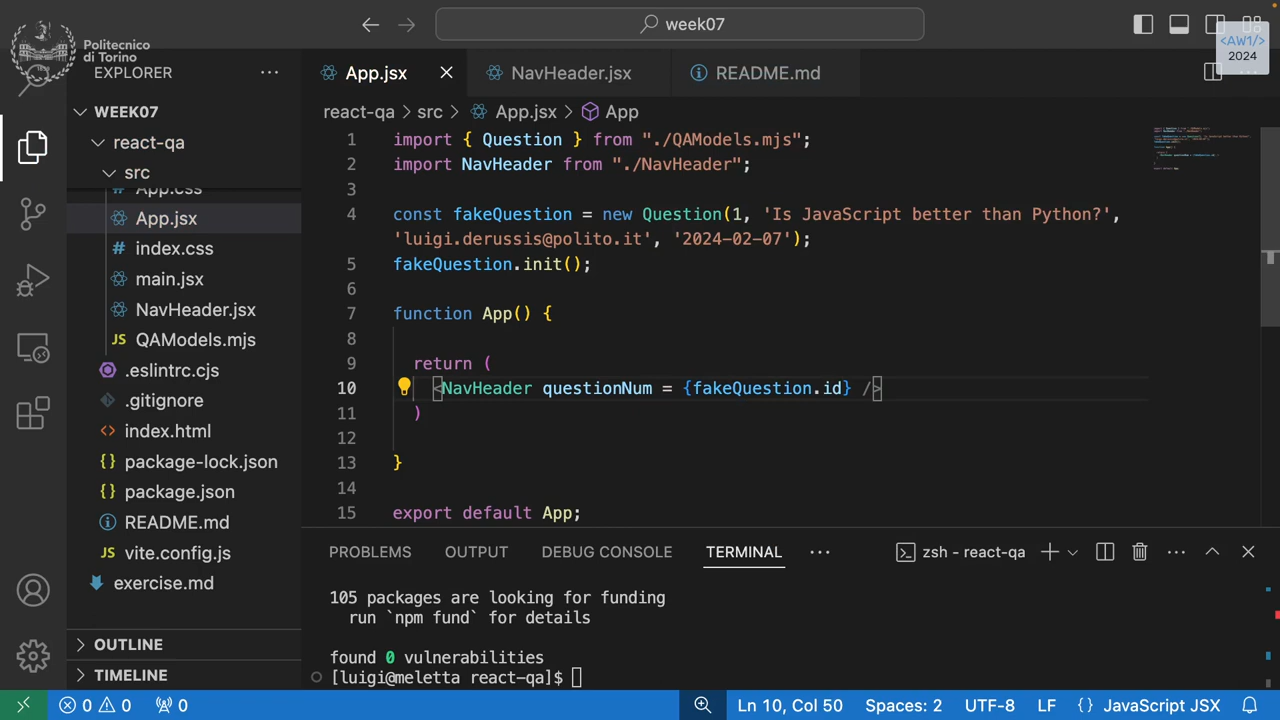 week07
Politecnico
di Torino
<AW1/>
2024
EXPLORER
App.jsx
NavHeader.jsx
README.md
react-qa > src > App.jsx > App
WEEK07
react-qa
src
App.css
App.jsx
index.css
main.jsx
NavHeader.jsx
QAModels.mjs
.eslintrc.cjs
.gitignore
index.html
package-lock.json
package.json
README.md
vite.config.js
exercise.md
OUTLINE
TIMELINE
1 import { Question } from "./QAModels.mjs";
2 import NavHeader from "./NavHeader";
3
4 const fakeQuestion = new Question(1, 'Is JavaScript better than Python?',
'luigi.derussis@polito.it', '2024-02-07');
5 fakeQuestion.init();
6
7 function App() {
8
9 return (
10 <NavHeader questionNum = {fakeQuestion.id} />
11 )
12
13 }
14
15 export default App;
PROBLEMS OUTPUT DEBUG CONSOLE TERMINAL
zsh - react-qa
105 packages are looking for funding
run `npm fund` for details
found 0 vulnerabilities
[luigi@meletta react-qa]$
0 0 0
Ln 10, Col 50 Spaces: 2 UTF-8 LF {} JavaScript JSX